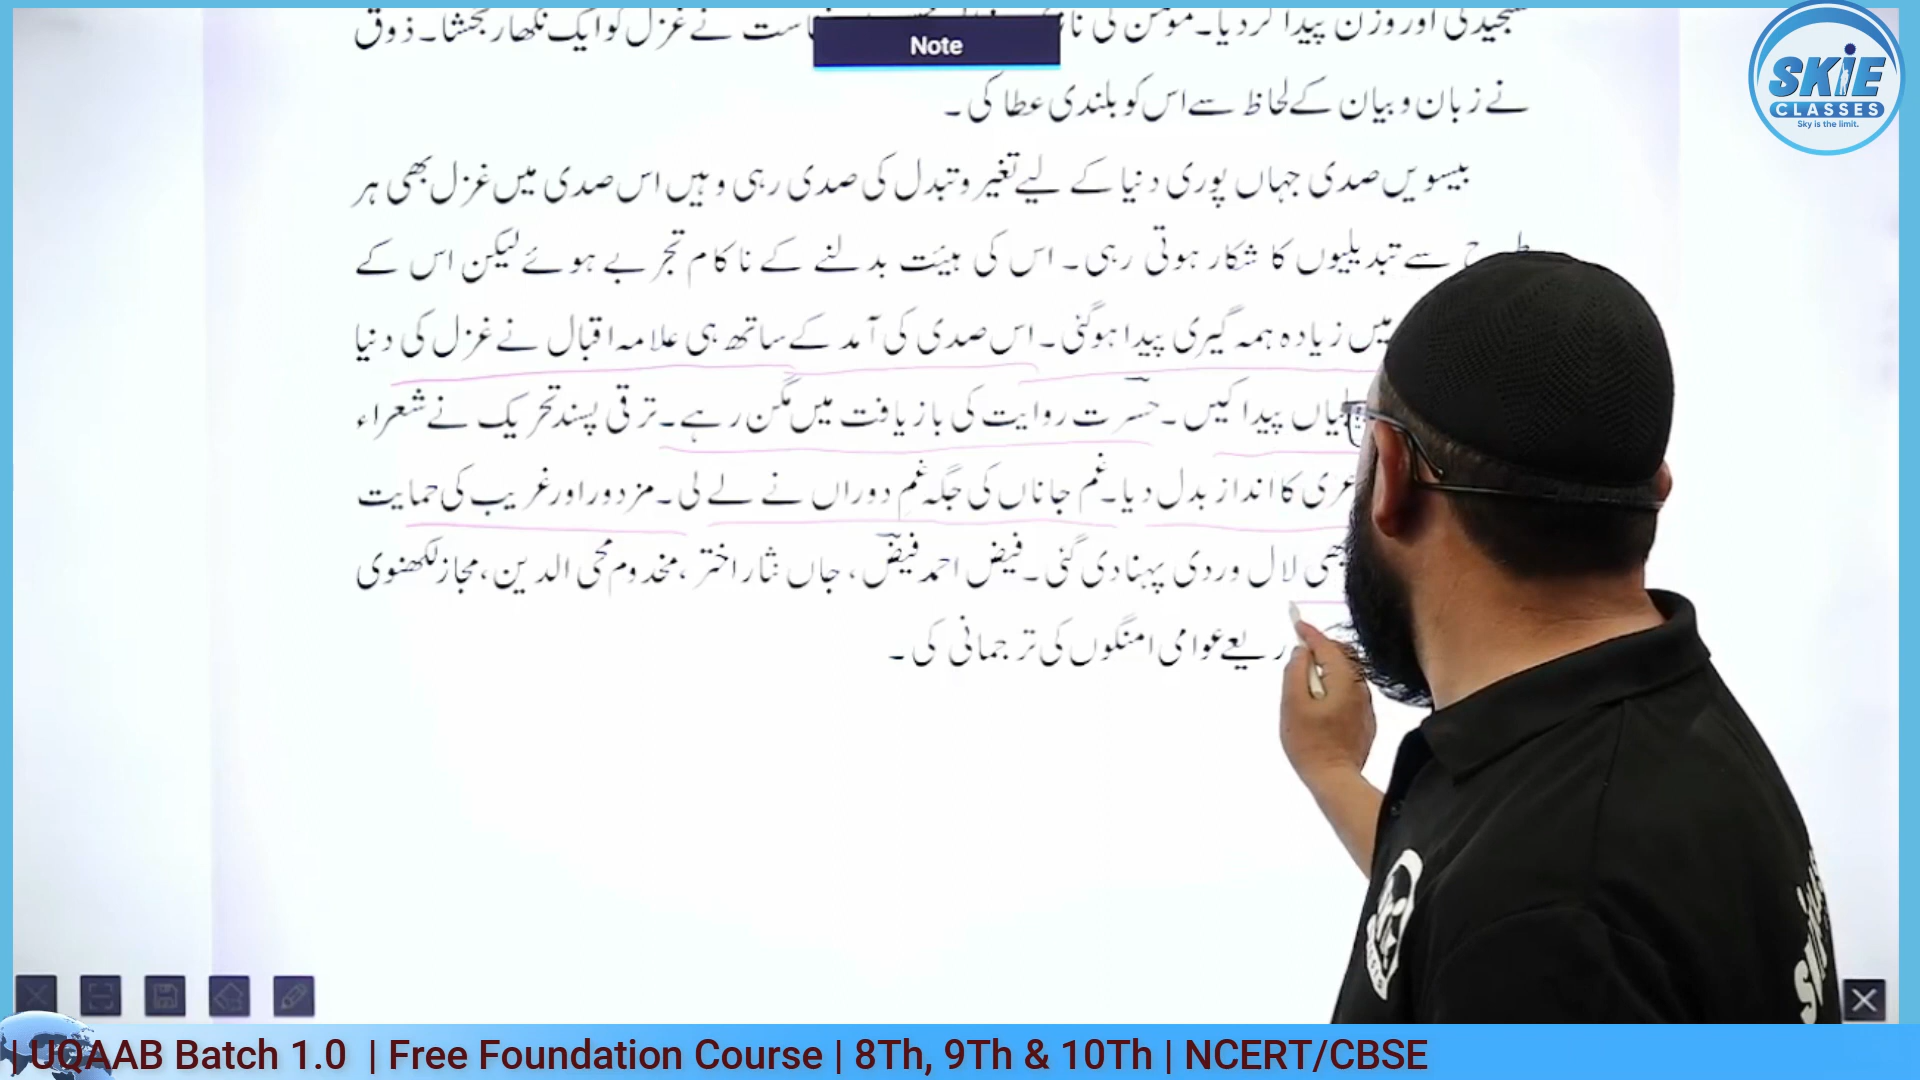 سنجیدگی اور وزن پیدا کر دیا۔ مومن کی
Note
نے غزل کو ایک نکھار بخشا۔ ذوق
SKiE
CLASSES
Sky is the limit.
نے زبان و بیان کے لحاظ سے اس کو بلندی عطا کی۔
بیسویں صدی جہاں پوری دنیا کے لیے تغیر و تبدل کی صدی رہی وہیں اس صدی میں غزل بھی ہر
سے تبدیلیوں کا شکار ہوتی رہی۔ اس کی ہیئت بدلنے کے ناکام تجربے ہوئے لیکن اس کے
میں زیادہ ہمہ گیری پیدا ہوگئی۔ اس صدی کی آمد کے ساتھ ہی علامہ اقبال نے غزل کی دنیا
پیدا کیں۔ حسرت روایت کی بازیافت میں مگن رہے۔ ترقی پسند تحریک نے شعراء
کا انداز بدل دیا۔ غم جاناں کی جگہ غمِ دوراں نے لے لی۔ مزدور اور غریب کی حمایت
بھی لال وردی پہنا دی گئی۔ فیض احمد فیض، جاں نثار اختر، مخدوم محی الدین، مجاز لکھنوی
عوامی امنگوں کی ترجمانی کی۔
| UQAAB Batch 1.0 | Free Foundation Course | 8Th, 9Th & 10Th | NCERT/CBSE